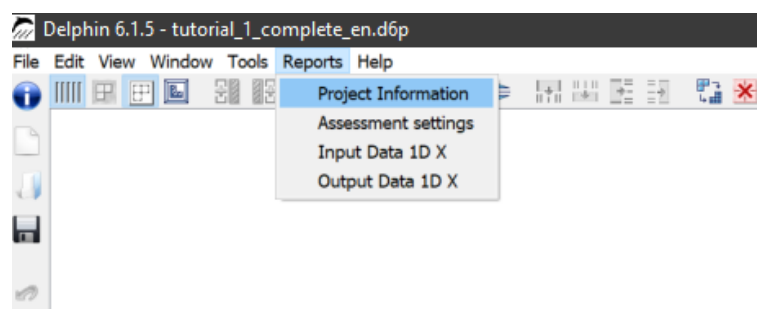 Delphin 6.1.5 - tutorial_1_complete_en.d6p
File Edit View Window Tools Reports Help
Project Information
Assessment settings
Input Data 1D X
Output Data 1D X